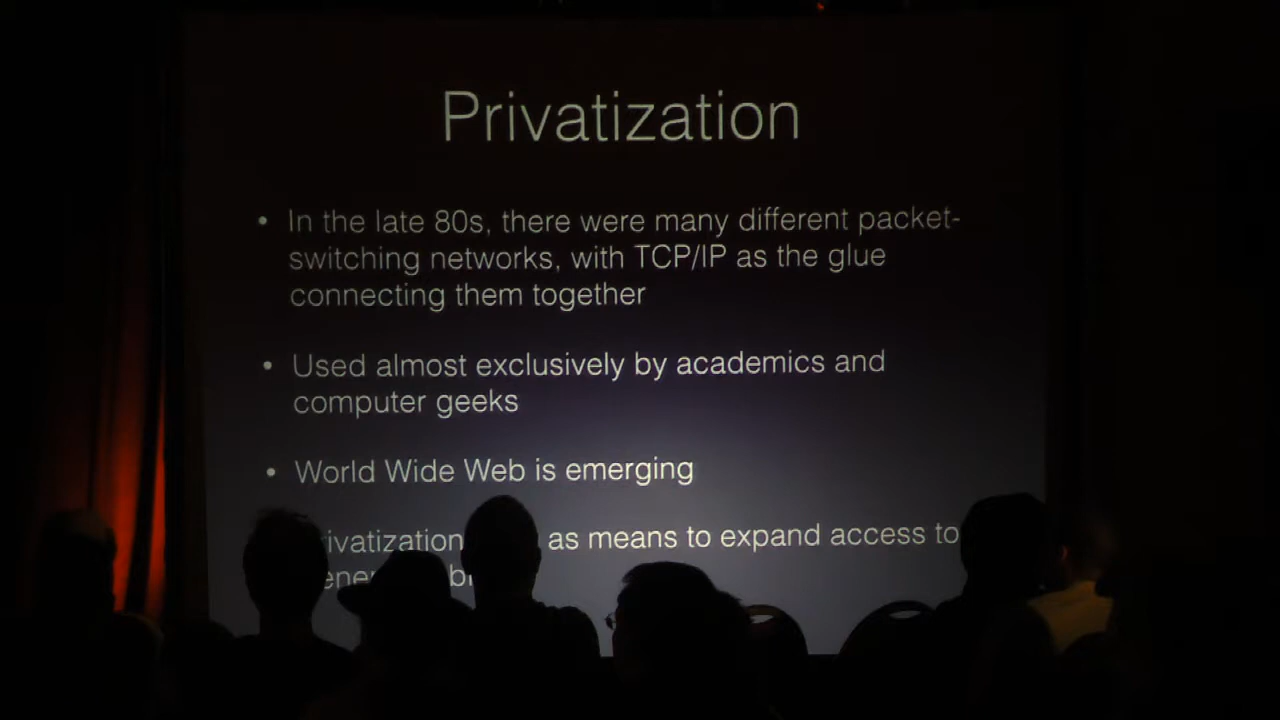 Privatization
• In the late 80s, there were many different packet-
switching networks, with TCP/IP as the glue
connecting them together
• Used almost exclusively by academics and
computer geeks
• World Wide Web is emerging
as means to expand access to